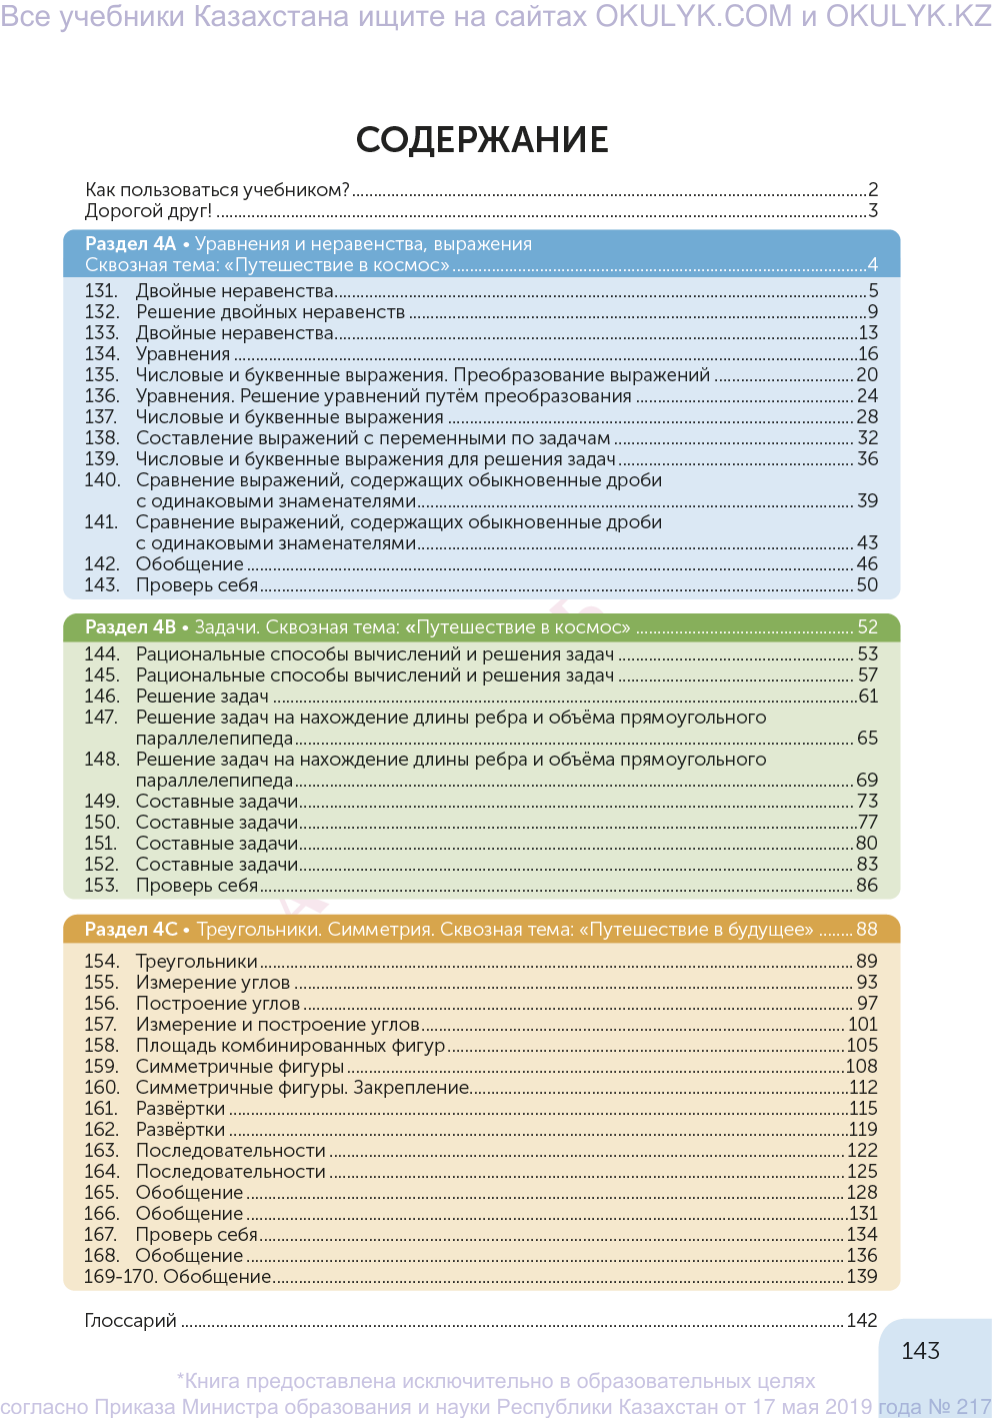 Все учебники Казахстана ищите на сайтах OKULYK.COM и OKULYK.KZ
СОДЕРЖАНИЕ
Как пользоваться учебником? 2
Дорогой друг! 3
Раздел 4А • Уравнения и неравенства, выражения
Сквозная тема: «Путешествие в космос» 4
131. Двойные неравенства 5
132. Решение двойных неравенств 9
133. Двойные неравенства 13
134. Уравнения 16
135. Числовые и буквенные выражения. Преобразование выражений 20
136. Уравнения. Решение уравнений путём преобразования 24
137. Числовые и буквенные выражения 28
138. Составление выражений с переменными по задачам 32
139. Числовые и буквенные выражения для решения задач 36
140. Сравнение выражений, содержащих обыкновенные дроби
с одинаковыми знаменателями 39
141. Сравнение выражений, содержащих обыкновенные дроби
с одинаковыми знаменателями 43
142. Обобщение 46
143. Проверь себя 50
Раздел 4В • Задачи. Сквозная тема: «Путешествие в космос» 52
144. Рациональные способы вычислений и решения задач 53
145. Рациональные способы вычислений и решения задач 57
146. Решение задач 61
147. Решение задач на нахождение длины ребра и объёма прямоугольного
параллелепипеда 65
148. Решение задач на нахождение длины ребра и объёма прямоугольного
параллелепипеда 69
149. Составные задачи 73
150. Составные задачи 77
151. Составные задачи 80
152. Составные задачи 83
153. Проверь себя 86
Раздел 4С • Треугольники. Симметрия. Сквозная тема: «Путешествие в будущее» 88
154. Треугольники 89
155. Измерение углов 93
156. Построение углов 97
157. Измерение и построение углов 101
158. Площадь комбинированных фигур 105
159. Симметричные фигуры 108
160. Симметричные фигуры. Закрепление 112
161. Развёртки 115
162. Развёртки 119
163. Последовательности 122
164. Последовательности 125
165. Обобщение 128
166. Обобщение 131
167. Проверь себя 134
168. Обобщение 136
169-170. Обобщение 139
Глоссарий 142
143
*Книга предоставлена исключительно в образовательных целях
согласно Приказа Министра образования и науки Республики Казахстан от 17 мая 2019 года № 217